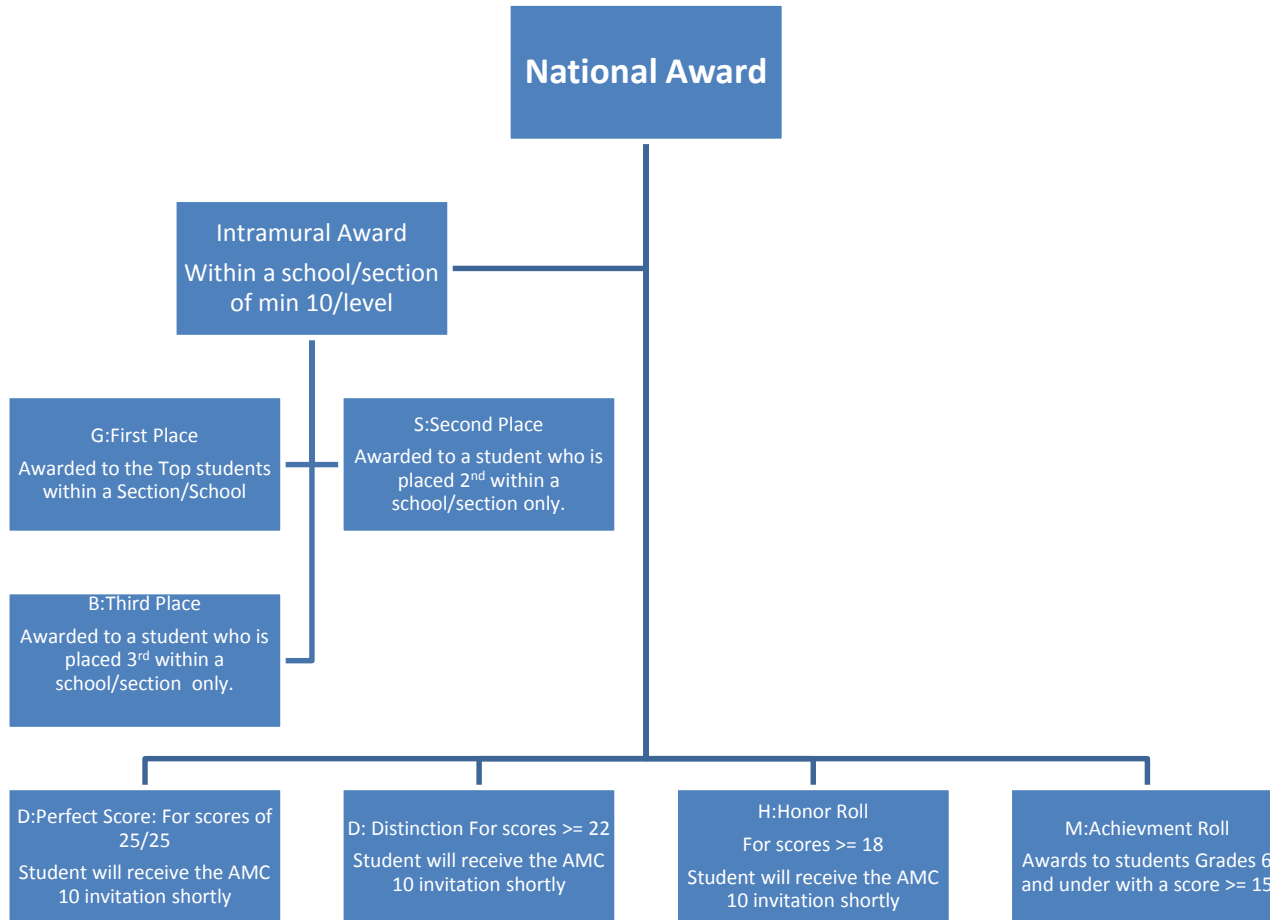 National Award
Intramural Award
Within a school/section
of min 10/level
G:First Place
Awarded to the Top students
within a Section/School
S:Second Place
Awarded to a student who is
placed 2nd within a
school/section only.
B:Third Place
Awarded to a student who is
placed 3rd within a
school/section only.
D:Perfect Score: For scores of
25/25
Student will receive the AMC
10 invitation shortly
D: Distinction For scores >= 22
Student will receive the AMC
10 invitation shortly
H:Honor Roll
For scores >= 18
Student will receive the AMC
10 invitation shortly
M:Achievment Roll
Awards to students Grades 6
and under with a score >= 15